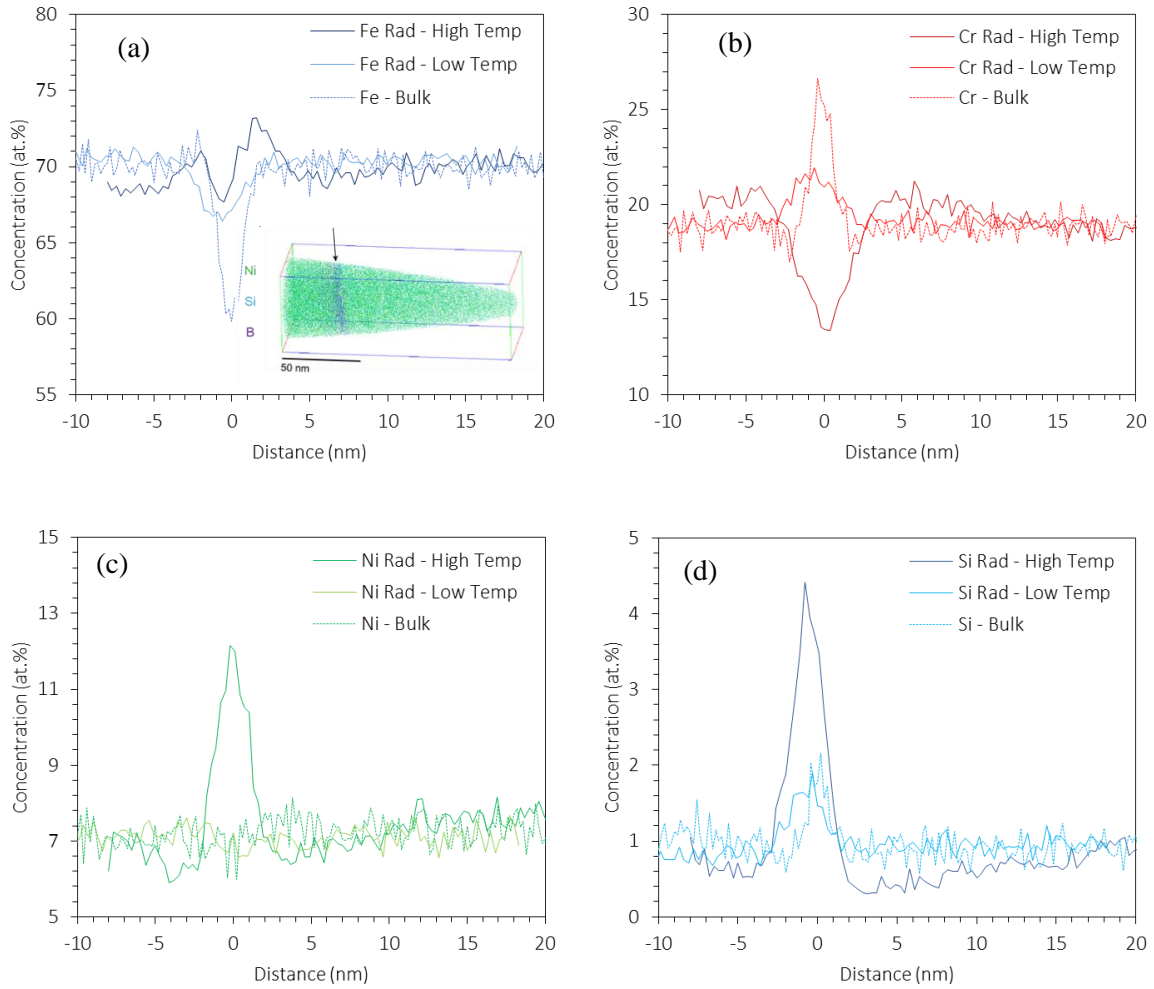 (a)
Fe Rad - High Temp
Fe Rad - Low Temp
Fe - Bulk
80
75
70
65
60
55
Concentration (at.%)
-10 -5 0 5 10 15 20
Distance (nm)
Ni
Si
B
50 nm
(b)
Cr Rad - High Temp
Cr Rad - Low Temp
Cr - Bulk
30
25
20
15
10
Concentration (at.%)
-10 -5 0 5 10 15 20
Distance (nm)
(c)
Ni Rad - High Temp
Ni Rad - Low Temp
Ni - Bulk
15
13
11
9
7
5
Concentration (at.%)
-10 -5 0 5 10 15 20
Distance (nm)
(d)
Si Rad - High Temp
Si Rad - Low Temp
Si - Bulk
5
4
3
2
1
0
Concentration (at.%)
-10 -5 0 5 10 15 20
Distance (nm)